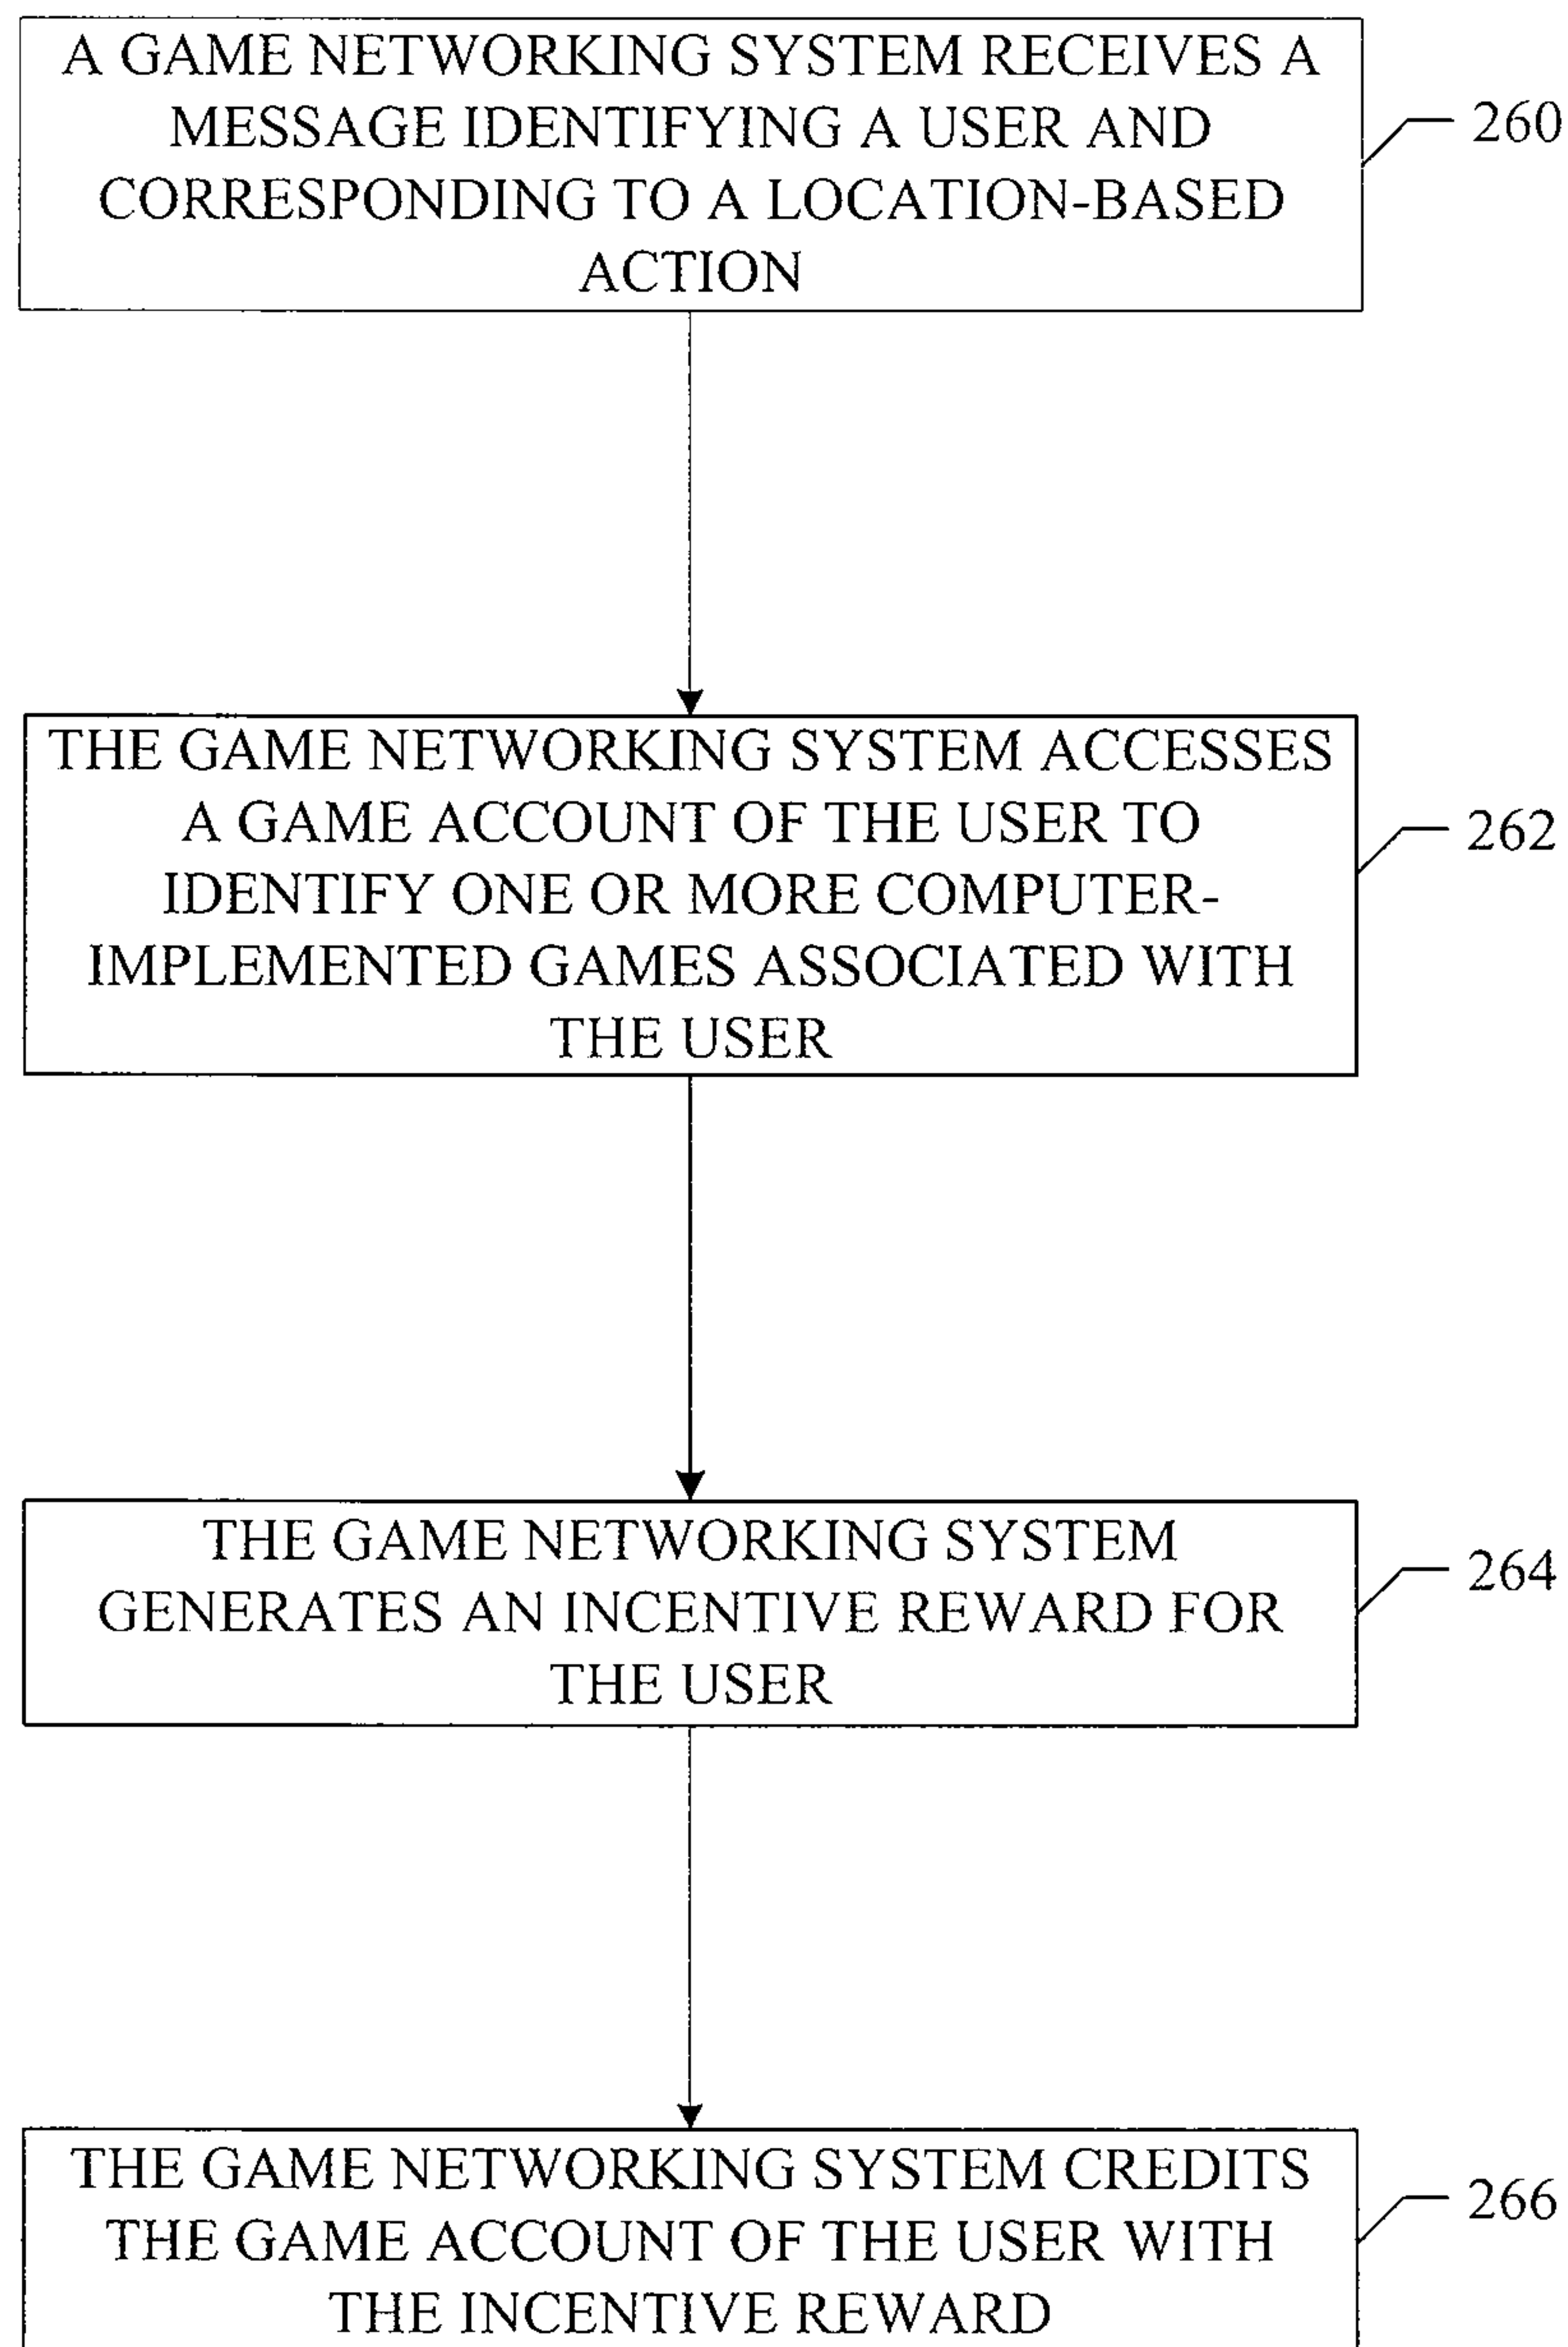 A GAME NETWORKING SYSTEM RECEIVES A
MESSAGE IDENTIFYING A USER AND
CORRESPONDING TO A LOCATION-BASED
ACTION
260
THE GAME NETWORKING SYSTEM ACCESSES
A GAME ACCOUNT OF THE USER TO
IDENTIFY ONE OR MORE COMPUTER-
IMPLEMENTED GAMES ASSOCIATED WITH
THE USER
262
THE GAME NETWORKING SYSTEM
GENERATES AN INCENTIVE REWARD FOR
THE USER
264
THE GAME NETWORKING SYSTEM CREDITS
THE GAME ACCOUNT OF THE USER WITH
THE INCENTIVE REWARD
266